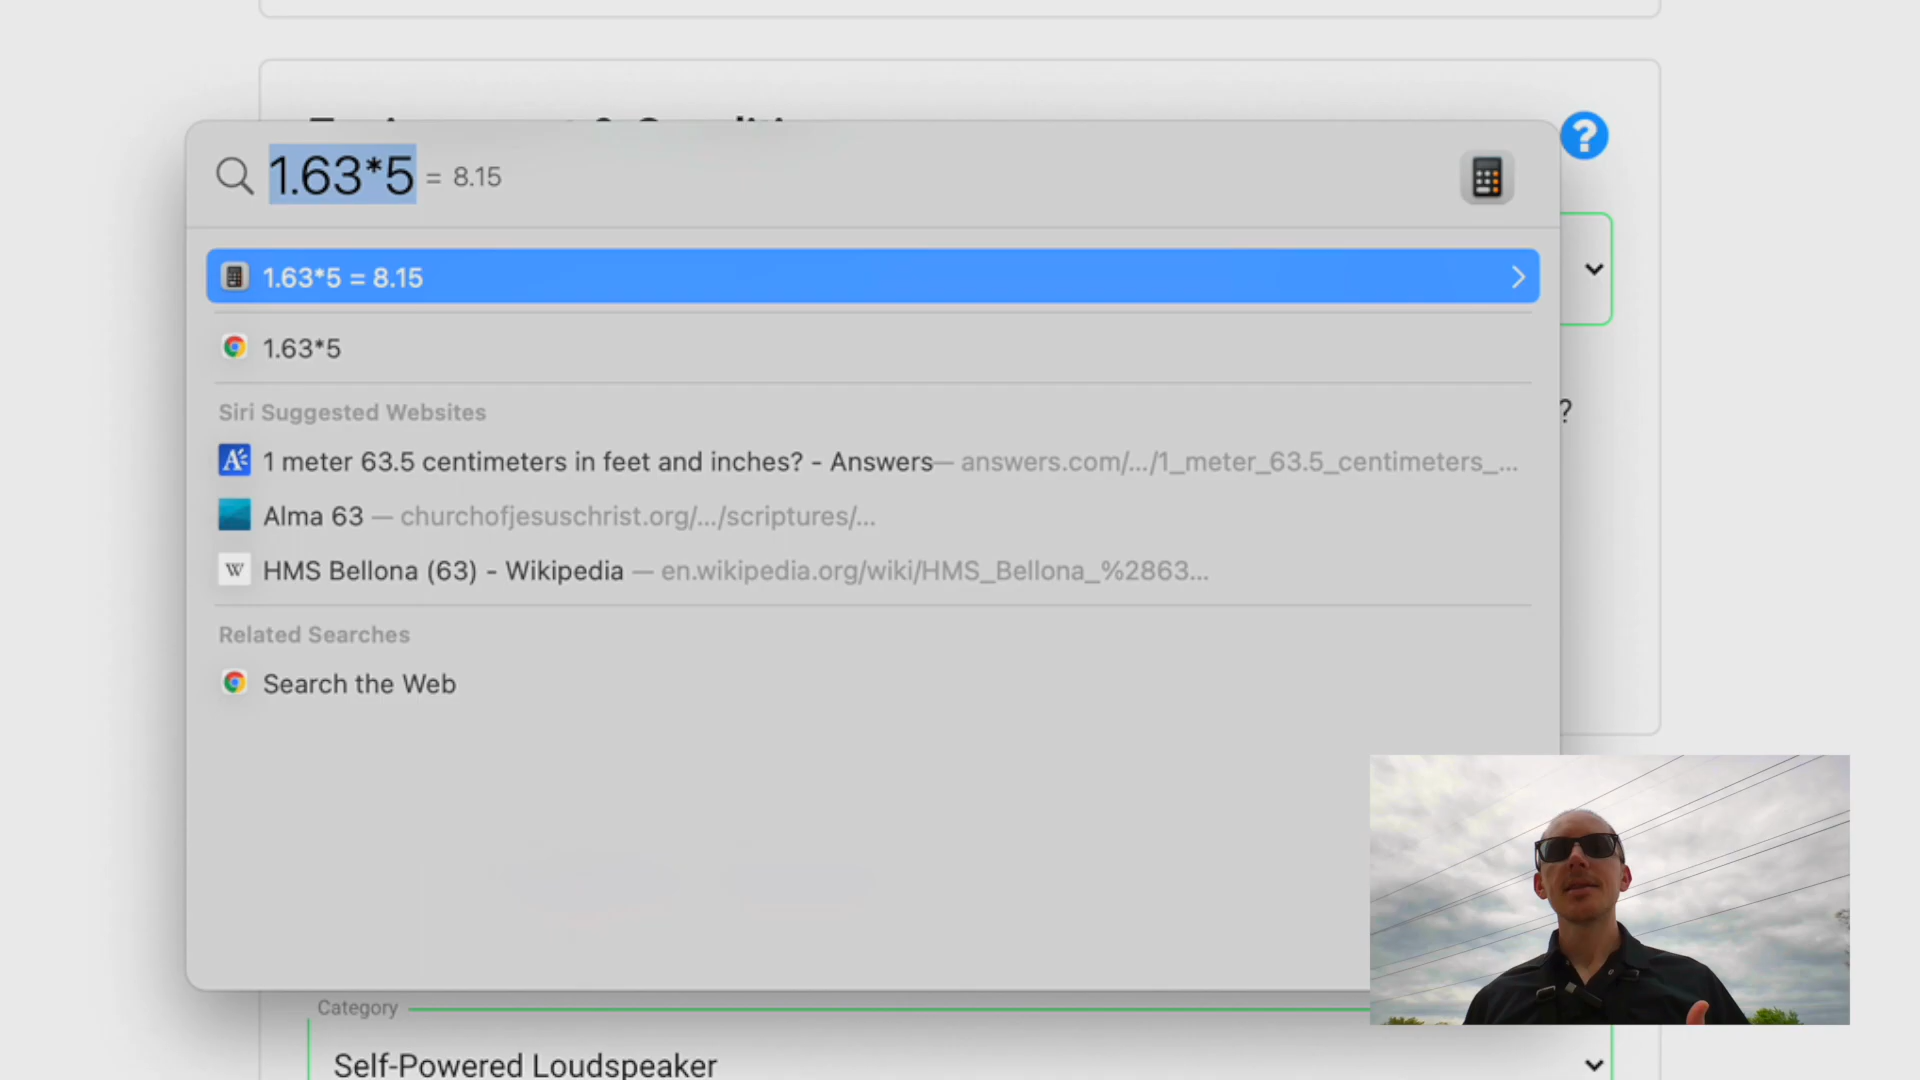 1.63*5 = 8.15
1.63*5 = 8.15
1.63*5
Siri Suggested Websites
1 meter 63.5 centimeters in feet and inches? - Answers— answers.com/.../1_meter_63.5_centimeters_...
?
Alma 63 — churchofjesuschrist.org/.../scriptures/...
HMS Bellona (63) - Wikipedia — en.wikipedia.org/wiki/HMS_Bellona_%2863...
Related Searches
Search the Web
Category
Self-Powered Loudspeaker